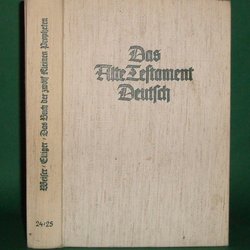 Das
Alte Testament
Deutsch
Weiser / Elliger · Das Buch der zwölf Kleinen Propheten
24/25